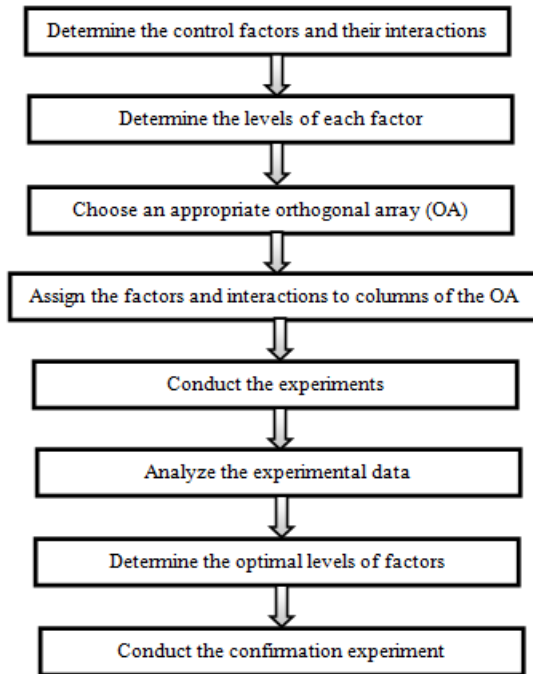 Determine the control factors and their interactions
Determine the levels of each factor
Choose an appropriate orthogonal array (OA)
Assign the factors and interactions to columns of the OA
Conduct the experiments
Analyze the experimental data
Determine the optimal levels of factors
Conduct the confirmation experiment